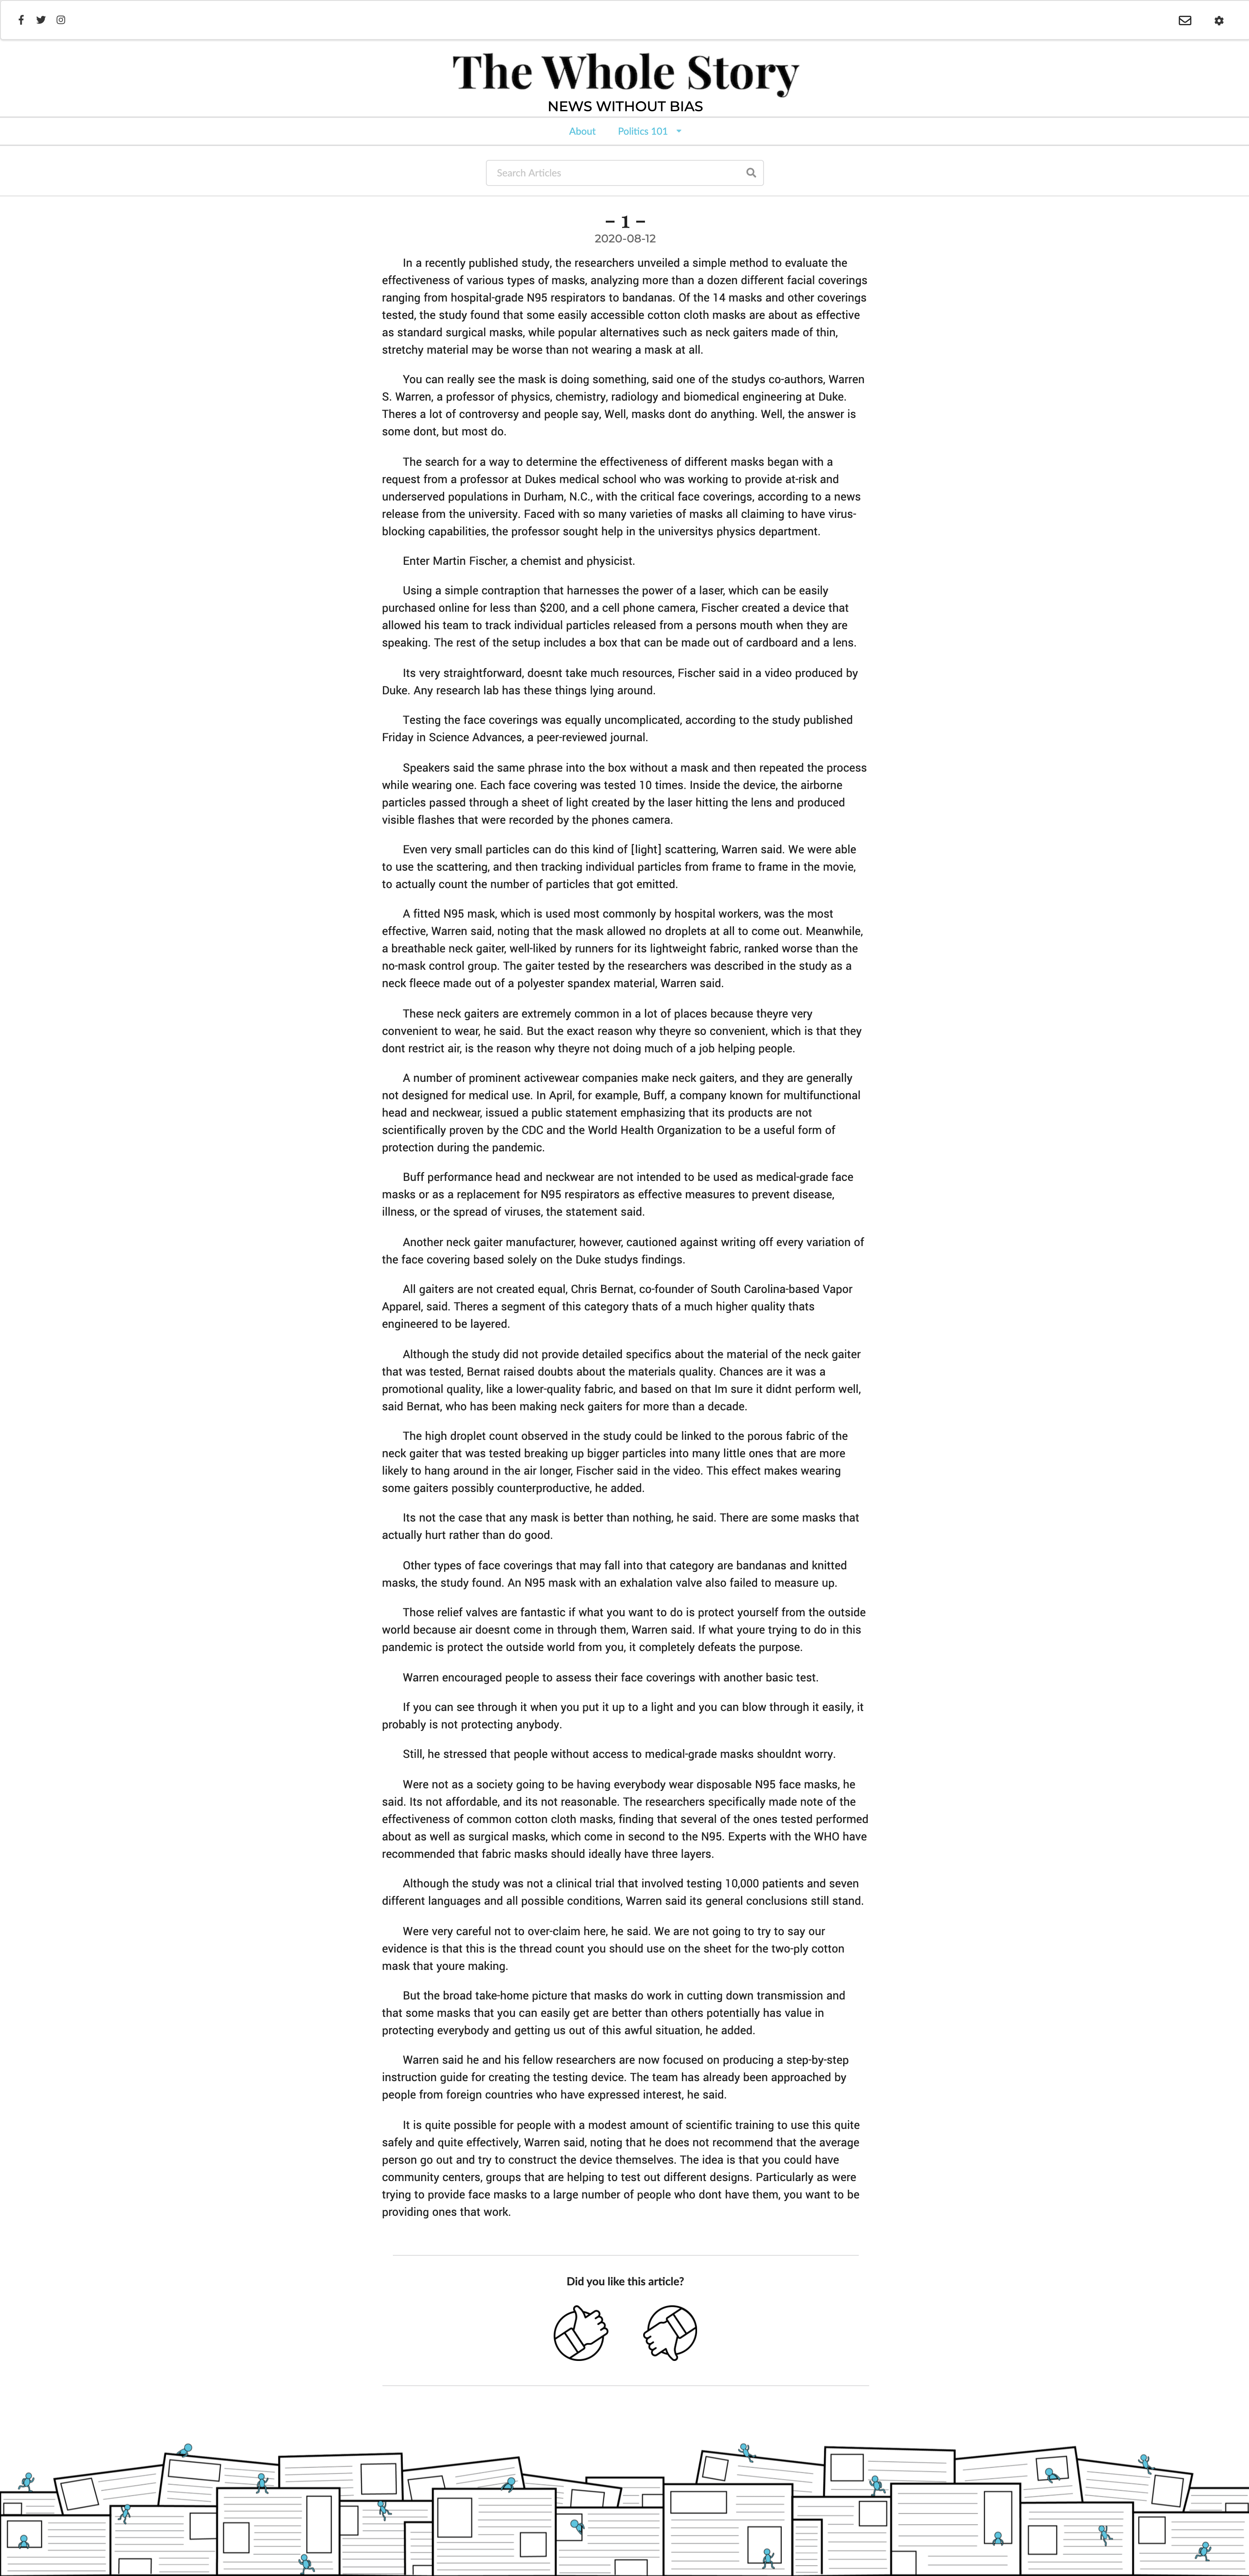 The Whole Story
NEWS WITHOUT BIAS
About Politics 101
Search Articles
– 1 –
2020-08-12
In a recently published study, the researchers unveiled a simple method to evaluate the
effectiveness of various types of masks, analyzing more than a dozen different facial coverings
ranging from hospital-grade N95 respirators to bandanas. Of the 14 masks and other coverings
tested, the study found that some easily accessible cotton cloth masks are about as effective
as standard surgical masks, while popular alternatives such as neck gaiters made of thin,
stretchy material may be worse than not wearing a mask at all.
You can really see the mask is doing something, said one of the studys co-authors, Warren
S. Warren, a professor of physics, chemistry, radiology and biomedical engineering at Duke.
Theres a lot of controversy and people say, Well, masks dont do anything. Well, the answer is
some dont, but most do.
The search for a way to determine the effectiveness of different masks began with a
request from a professor at Dukes medical school who was working to provide at-risk and
underserved populations in Durham, N.C., with the critical face coverings, according to a news
release from the university. Faced with so many varieties of masks all claiming to have virus-
blocking capabilities, the professor sought help in the universitys physics department.
Enter Martin Fischer, a chemist and physicist.
Using a simple contraption that harnesses the power of a laser, which can be easily
purchased online for less than $200, and a cell phone camera, Fischer created a device that
allowed his team to track individual particles released from a persons mouth when they are
speaking. The rest of the setup includes a box that can be made out of cardboard and a lens.
Its very straightforward, doesnt take much resources, Fischer said in a video produced by
Duke. Any research lab has these things lying around.
Testing the face coverings was equally uncomplicated, according to the study published
Friday in Science Advances, a peer-reviewed journal.
Speakers said the same phrase into the box without a mask and then repeated the process
while wearing one. Each face covering was tested 10 times. Inside the device, the airborne
particles passed through a sheet of light created by the laser hitting the lens and produced
visible flashes that were recorded by the phones camera.
Even very small particles can do this kind of [light] scattering, Warren said. We were able
to use the scattering, and then tracking individual particles from frame to frame in the movie,
to actually count the number of particles that got emitted.
A fitted N95 mask, which is used most commonly by hospital workers, was the most
effective, Warren said, noting that the mask allowed no droplets at all to come out. Meanwhile,
a breathable neck gaiter, well-liked by runners for its lightweight fabric, ranked worse than the
no-mask control group. The gaiter tested by the researchers was described in the study as a
neck fleece made out of a polyester spandex material, Warren said.
These neck gaiters are extremely common in a lot of places because theyre very
convenient to wear, he said. But the exact reason why theyre so convenient, which is that they
dont restrict air, is the reason why theyre not doing much of a job helping people.
A number of prominent activewear companies make neck gaiters, and they are generally
not designed for medical use. In April, for example, Buff, a company known for multifunctional
head and neckwear, issued a public statement emphasizing that its products are not
scientifically proven by the CDC and the World Health Organization to be a useful form of
protection during the pandemic.
Buff performance head and neckwear are not intended to be used as medical-grade face
masks or as a replacement for N95 respirators as effective measures to prevent disease,
illness, or the spread of viruses, the statement said.
Another neck gaiter manufacturer, however, cautioned against writing off every variation of
the face covering based solely on the Duke studys findings.
All gaiters are not created equal, Chris Bernat, co-founder of South Carolina-based Vapor
Apparel, said. Theres a segment of this category thats of a much higher quality thats
engineered to be layered.
Although the study did not provide detailed specifics about the material of the neck gaiter
that was tested, Bernat raised doubts about the materials quality. Chances are it was a
promotional quality, like a lower-quality fabric, and based on that Im sure it didnt perform well,
said Bernat, who has been making neck gaiters for more than a decade.
The high droplet count observed in the study could be linked to the porous fabric of the
neck gaiter that was tested breaking up bigger particles into many little ones that are more
likely to hang around in the air longer, Fischer said in the video. This effect makes wearing
some gaiters possibly counterproductive, he added.
Its not the case that any mask is better than nothing, he said. There are some masks that
actually hurt rather than do good.
Other types of face coverings that may fall into that category are bandanas and knitted
masks, the study found. An N95 mask with an exhalation valve also failed to measure up.
Those relief valves are fantastic if what you want to do is protect yourself from the outside
world because air doesnt come in through them, Warren said. If what youre trying to do in this
pandemic is protect the outside world from you, it completely defeats the purpose.
Warren encouraged people to assess their face coverings with another basic test.
If you can see through it when you put it up to a light and you can blow through it easily, it
probably is not protecting anybody.
Still, he stressed that people without access to medical-grade masks shouldnt worry.
Were not as a society going to be having everybody wear disposable N95 face masks, he
said. Its not affordable, and its not reasonable. The researchers specifically made note of the
effectiveness of common cotton cloth masks, finding that several of the ones tested performed
about as well as surgical masks, which come in second to the N95. Experts with the WHO have
recommended that fabric masks should ideally have three layers.
Although the study was not a clinical trial that involved testing 10,000 patients and seven
different languages and all possible conditions, Warren said its general conclusions still stand.
Were very careful not to over-claim here, he said. We are not going to try to say our
evidence is that this is the thread count you should use on the sheet for the two-ply cotton
mask that youre making.
But the broad take-home picture that masks do work in cutting down transmission and
that some masks that you can easily get are better than others potentially has value in
protecting everybody and getting us out of this awful situation, he added.
Warren said he and his fellow researchers are now focused on producing a step-by-step
instruction guide for creating the testing device. The team has already been approached by
people from foreign countries who have expressed interest, he said.
It is quite possible for people with a modest amount of scientific training to use this quite
safely and quite effectively, Warren said, noting that he does not recommend that the average
person go out and try to construct the device themselves. The idea is that you could have
community centers, groups that are helping to test out different designs. Particularly as were
trying to provide face masks to a large number of people who dont have them, you want to be
providing ones that work.
Did you like this article?